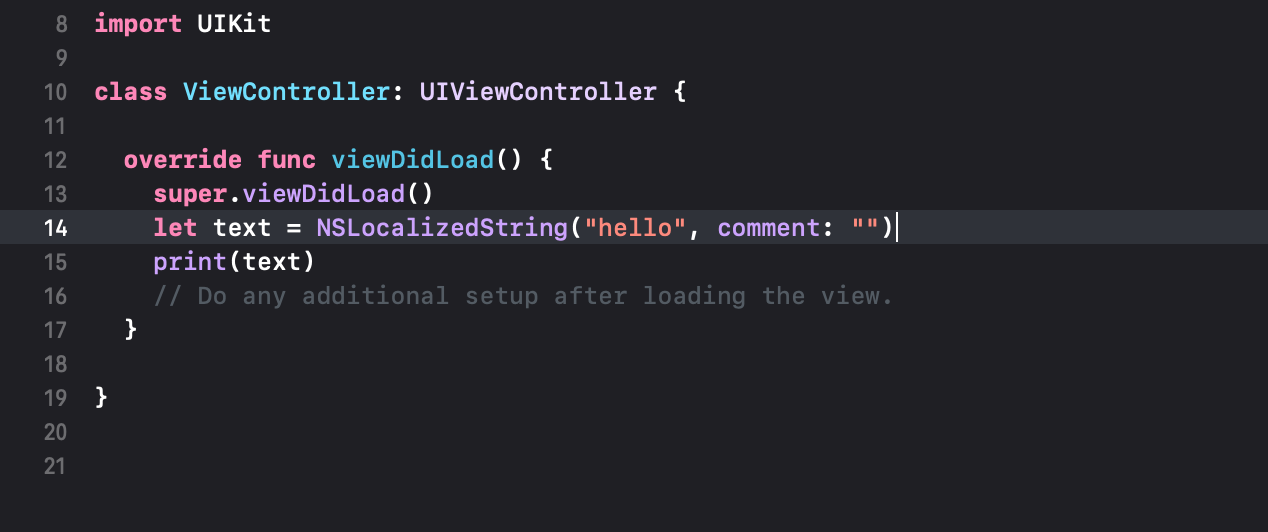 8 import UIKit
9
10 class ViewController: UIViewController {
11
12   override func viewDidLoad() {
13     super.viewDidLoad()
14     let text = NSLocalizedString("hello", comment: "")
15     print(text)
16     // Do any additional setup after loading the view.
17   }
18
19 }
20
21